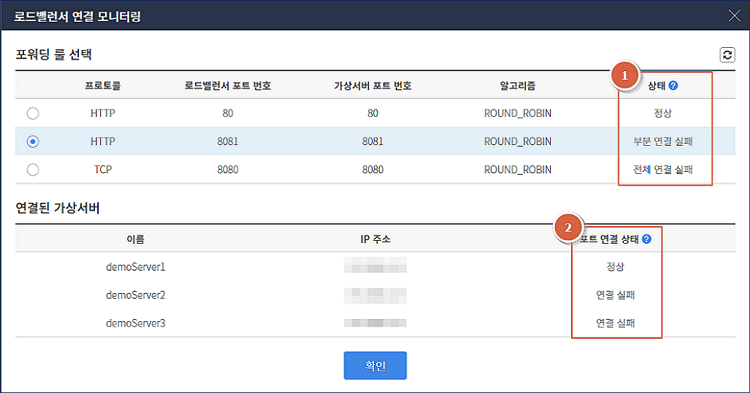 로드밸런서 연결 모니터링
포워딩 룰 선택
1
프로토콜 로드밸런서 포트 번호 가상서버 포트 번호 알고리즘 상태 ?
HTTP 80 80 ROUND_ROBIN 정상
HTTP 8081 8081 ROUND_ROBIN 부분 연결 실패
TCP 8080 8080 ROUND_ROBIN 전체 연결 실패
연결된 가상서버
2
이름 IP 주소 포트 연결 상태 ?
demoServer1 정상
demoServer2 연결 실패
demoServer3 연결 실패
확인